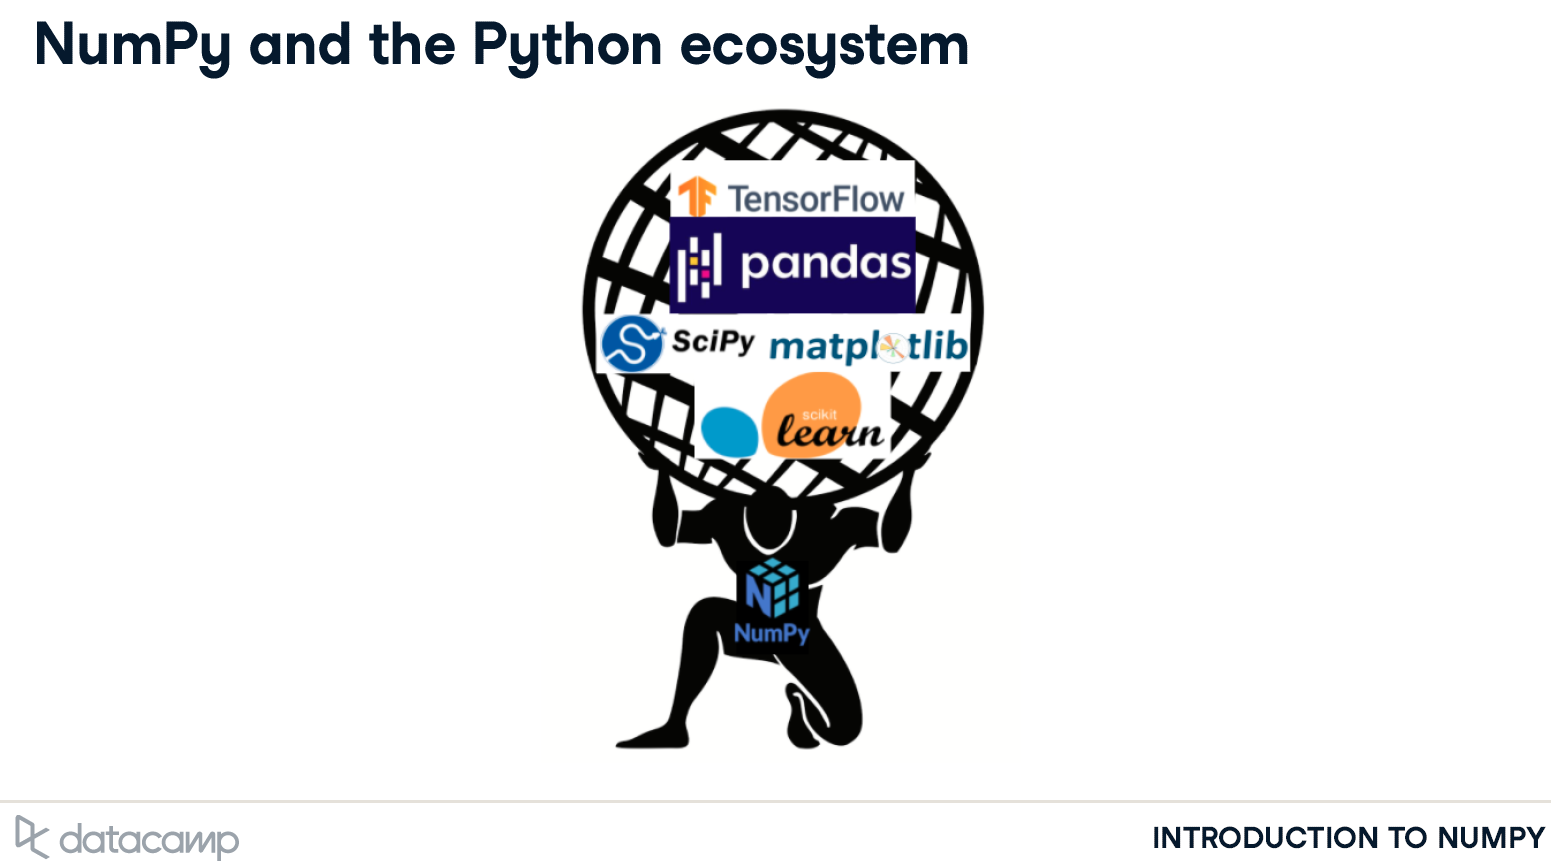 NumPy and the Python ecosystem
TensorFlow
pandas
SciPy matplotlib
scikit
learn
NumPy
datacamp
INTRODUCTION TO NUMPY